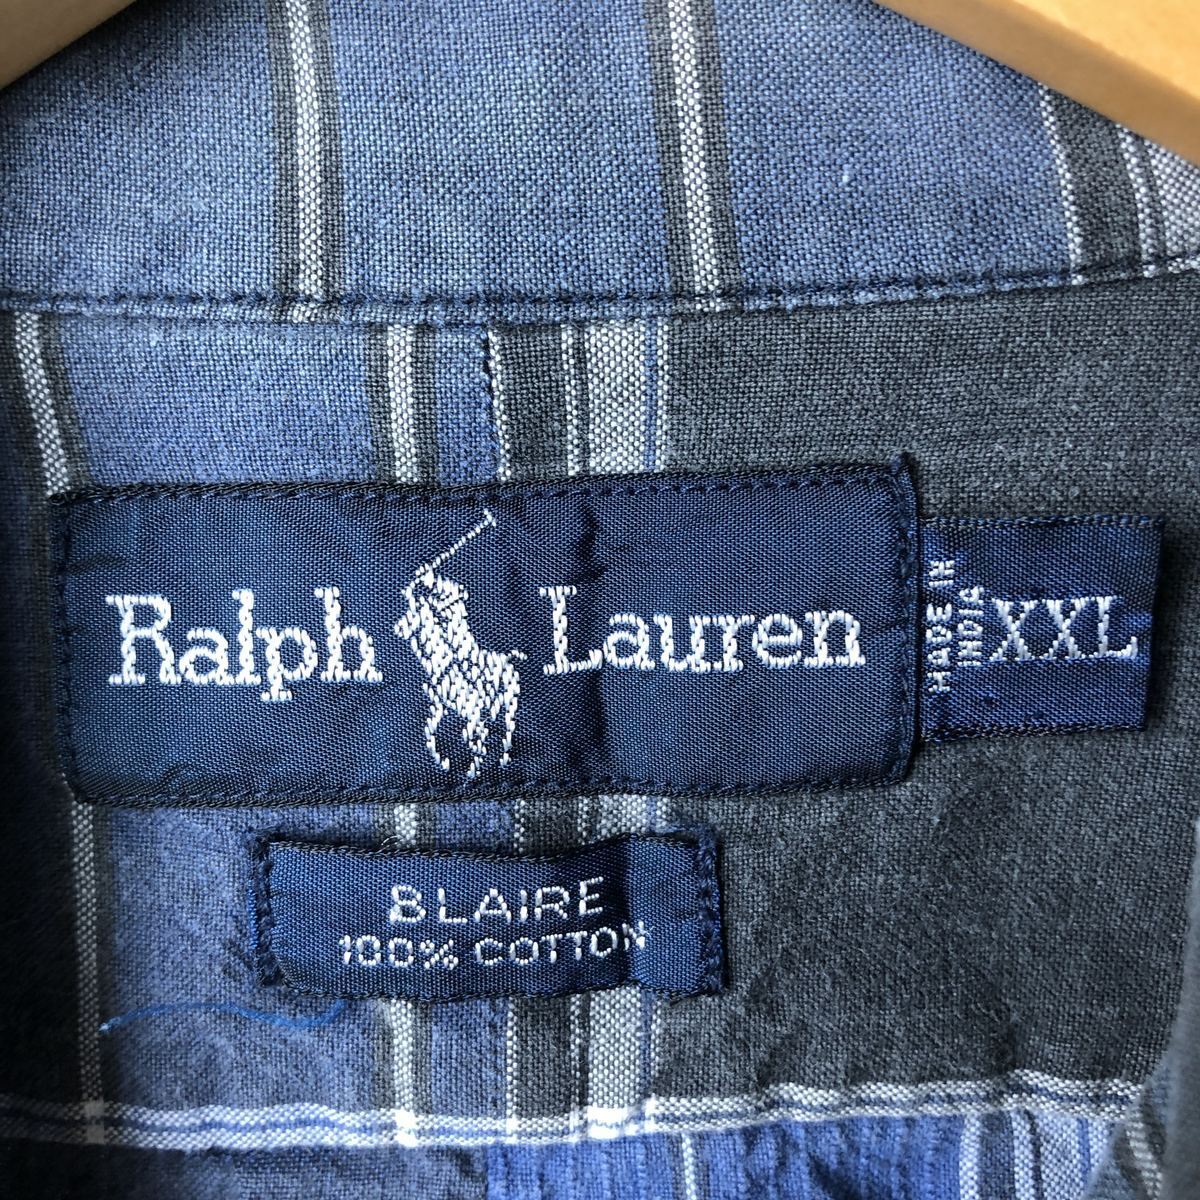 Ralph Lauren
MADE IN
INDIA
XXL
BLAIRE
100% COTTON